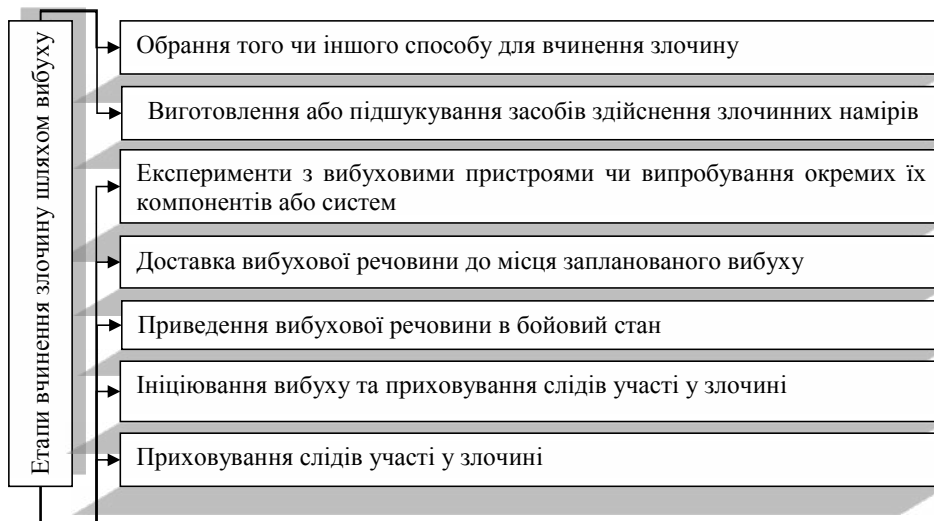 Етапи вчинення злочину шляхом вибуху
Обрання того чи іншого способу для вчинення злочину
Виготовлення або підшукування засобів здійснення злочинних намірів
Експерименти з вибуховими пристроями чи випробування окремих їх
компонентів або систем
Доставка вибухової речовини до місця запланованого вибуху
Приведення вибухової речовини в бойовий стан
Ініціювання вибуху та приховування слідів участі у злочині
Приховування слідів участі у злочині